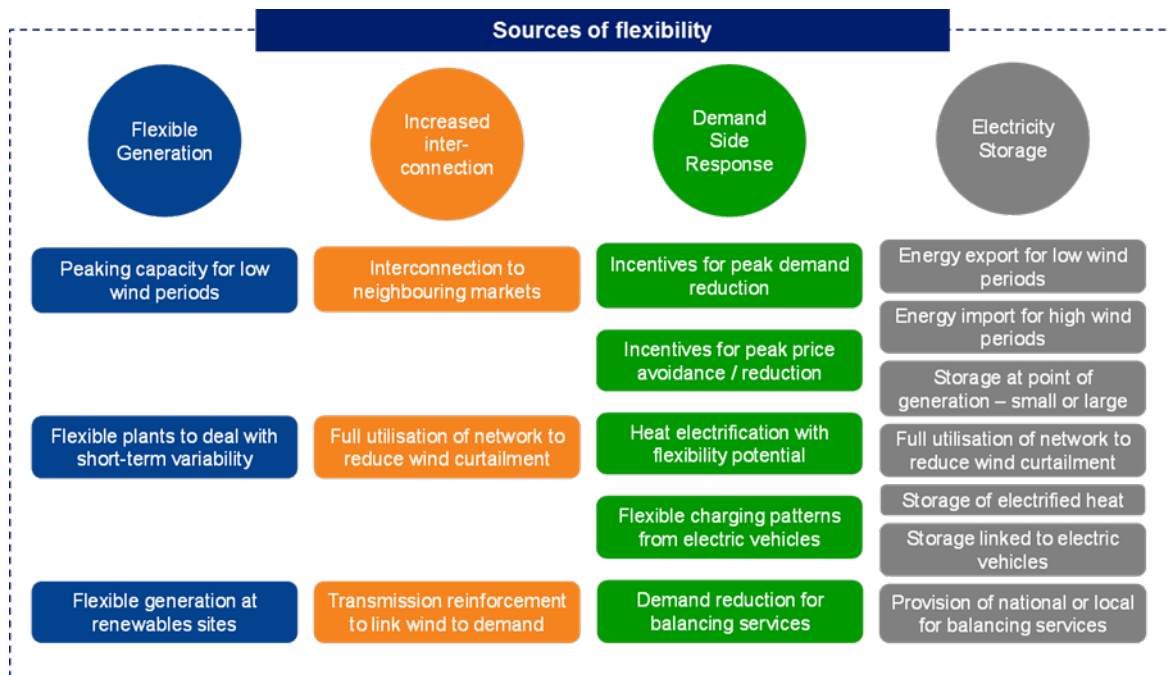 Sources of flexibility
Flexible
Generation
Peaking capacity for low
wind periods
Flexible plants to deal with
short-term variability
Flexible generation at
renewables sites
Increased
inter-
connection
Interconnection to
neighbouring markets
Full utilisation of network to
reduce wind curtailment
Transmission reinforcement
to link wind to demand
Demand
Side
Response
Incentives for peak demand
reduction
Incentives for peak price
avoidance / reduction
Heat electrification with
flexibility potential
Flexible charging patterns
from electric vehicles
Demand reduction for
balancing services
Electricity
Storage
Energy export for low wind
periods
Energy import for high wind
periods
Storage at point of
generation – small or large
Full utilisation of network to
reduce wind curtailment
Storage of electrified heat
Storage linked to electric
vehicles
Provision of national or local
for balancing services